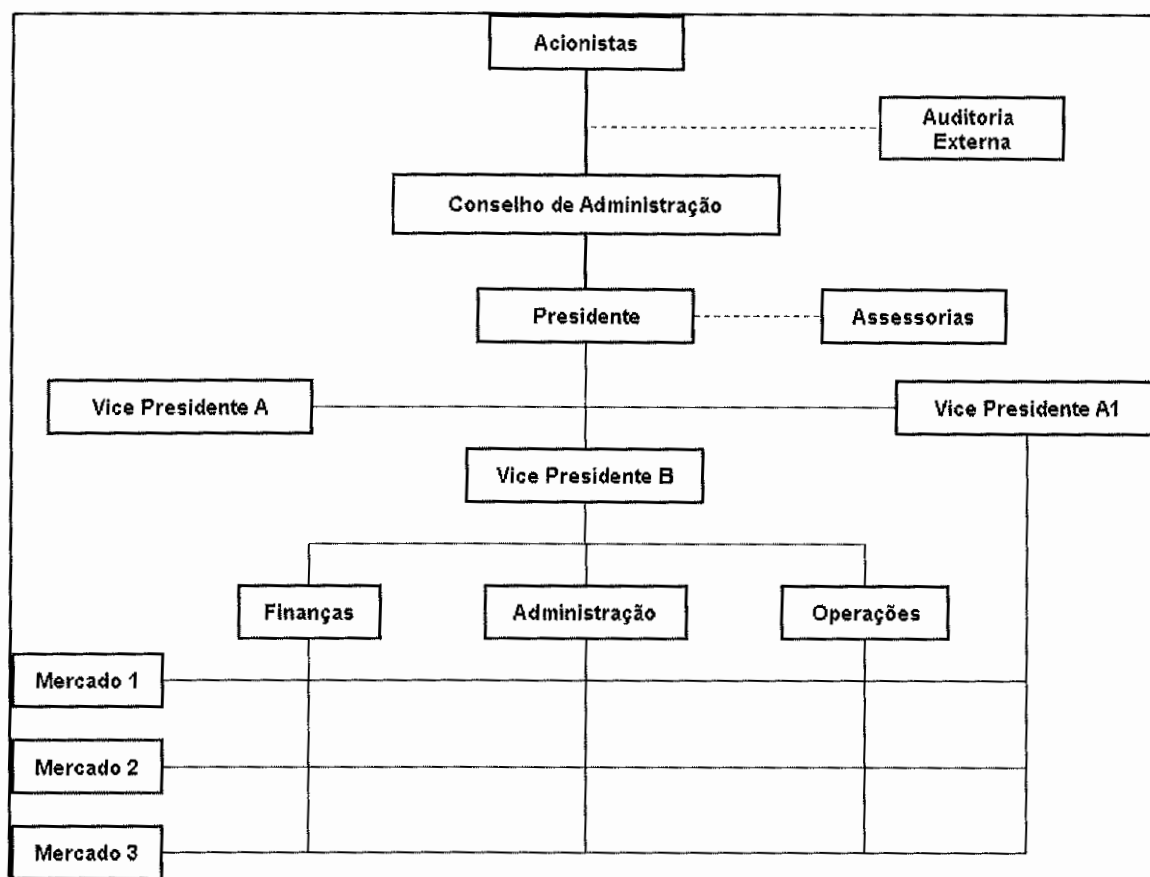 Acionistas
Auditoria
Externa
Conselho de Administração
Presidente
Assessorias
Vice Presidente A
Vice Presidente A1
Vice Presidente B
Finanças
Administração
Operações
Mercado 1
Mercado 2
Mercado 3